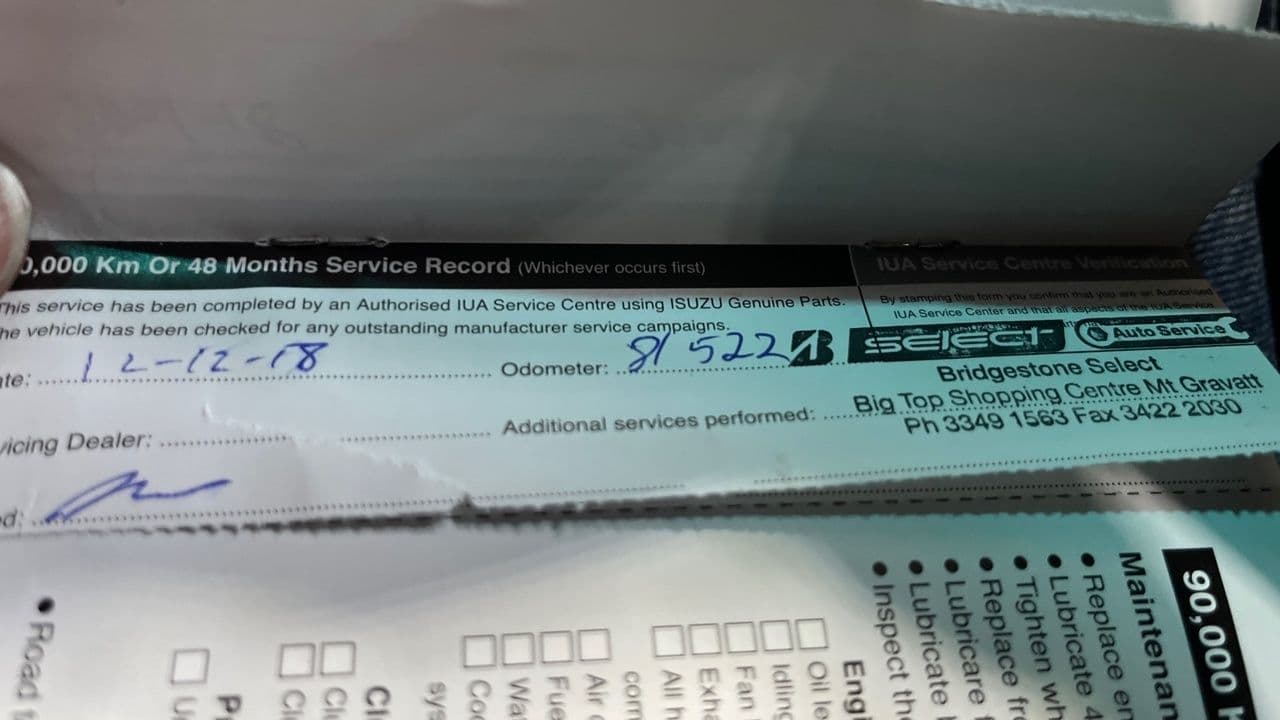 0,000 Km Or 48 Months Service Record (Whichever occurs first)
IUA Service Centre Verification
This service has been completed by an Authorised IUA Service Centre using ISUZU Genuine Parts.
he vehicle has been checked for any outstanding manufacturer service campaigns.
By stamping this form you confirm that you are an Authorised
IUA Service Center and that all aspects of the IUA Service
ate: 12-12-18
Odometer: 81 522
SELECT Auto Service
Bridgestone Select
Big Top Shopping Centre Mt Gravatt
Ph 3349 1563 Fax 3422 2030
vicing Dealer:
Additional services performed:
ed:
90,000
Maintenan
Replace en
Lubricate 4
Tighten wh
Replace fr
Lubricare f
Lubricate
Inspect the
Engi
Oil le
Idling
Fan
Exha
All h
com
Air
Fue
Wa
Coo
sys
Cl
Cl
Cl
P
U
Road t